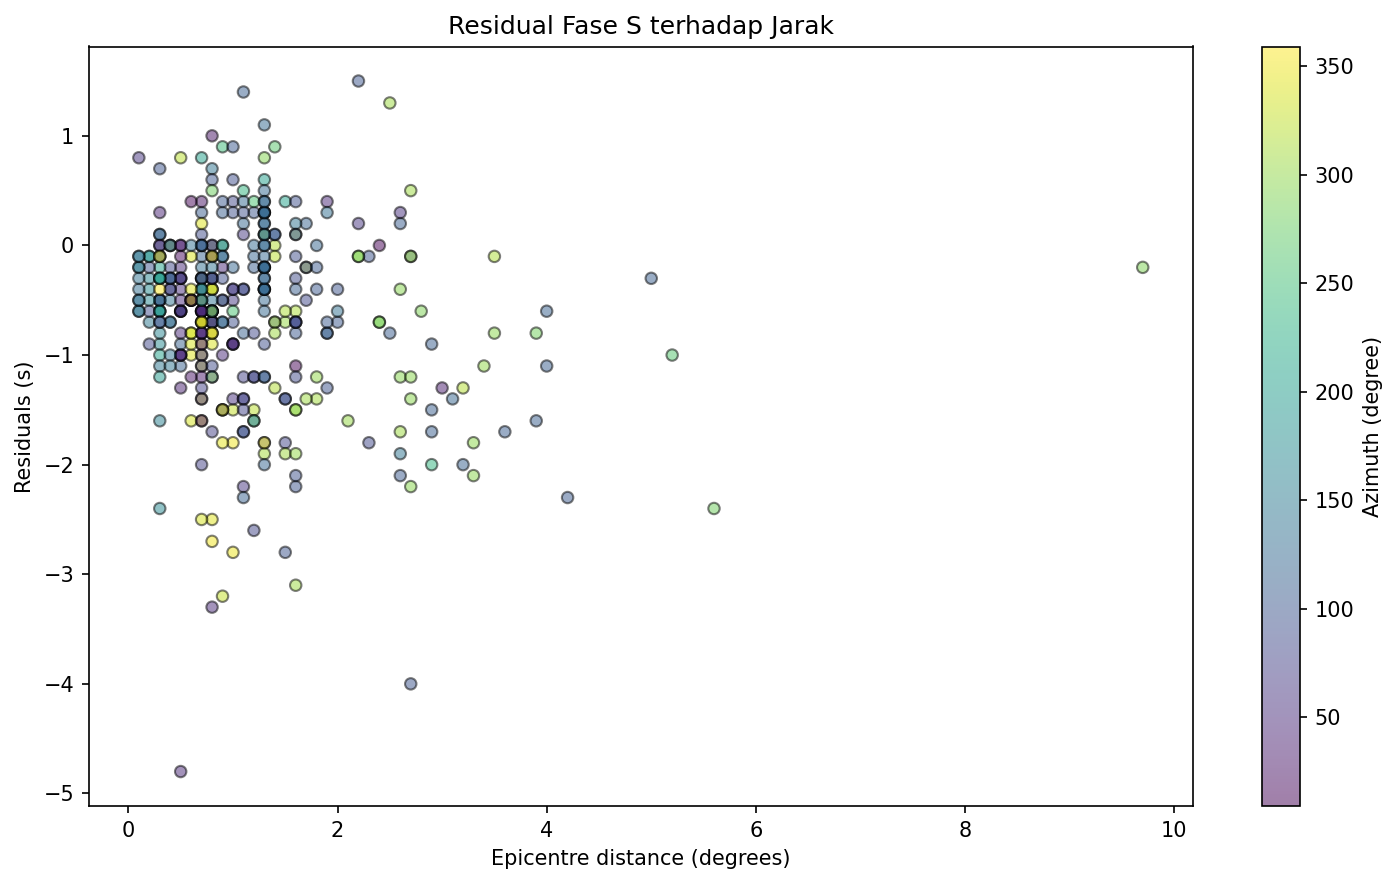 Residual Fase S terhadap Jarak
Residuals (s)
1
0
−1
−2
−3
−4
−5
0 2 4 6 8 10
Epicentre distance (degrees)
350
300
250
200
150
100
50
Azimuth (degree)